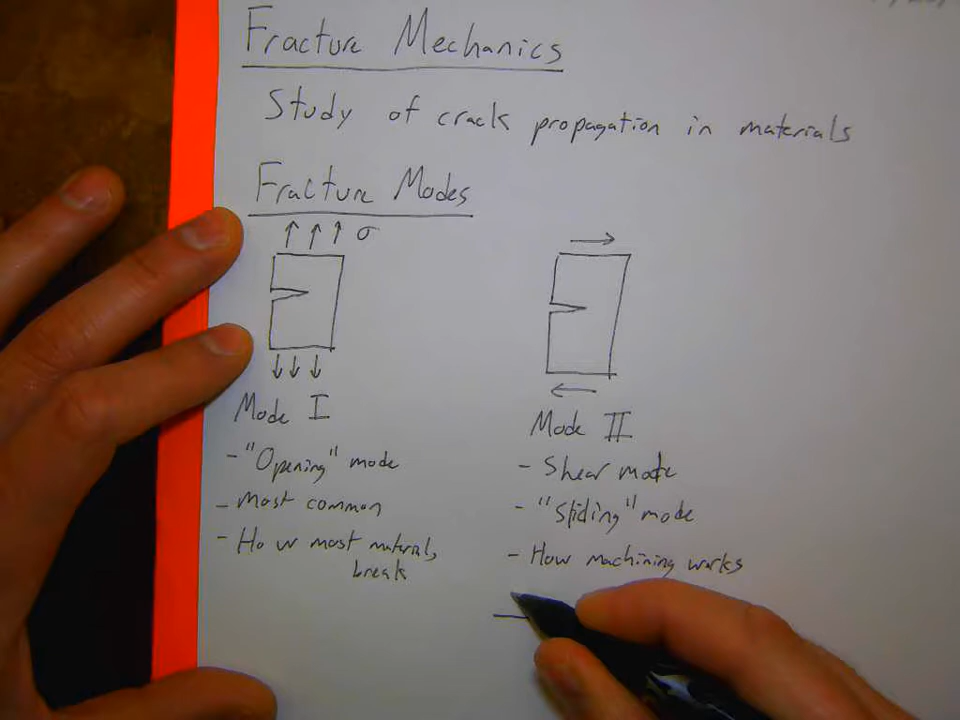 Fracture Mechanics
Study of crack propagation in materials
Fracture Modes
σ
Mode I
- "Opening" mode
- Most common
- How most materials
break
Mode II
- Shear mode
- "Sliding" mode
- How machining works